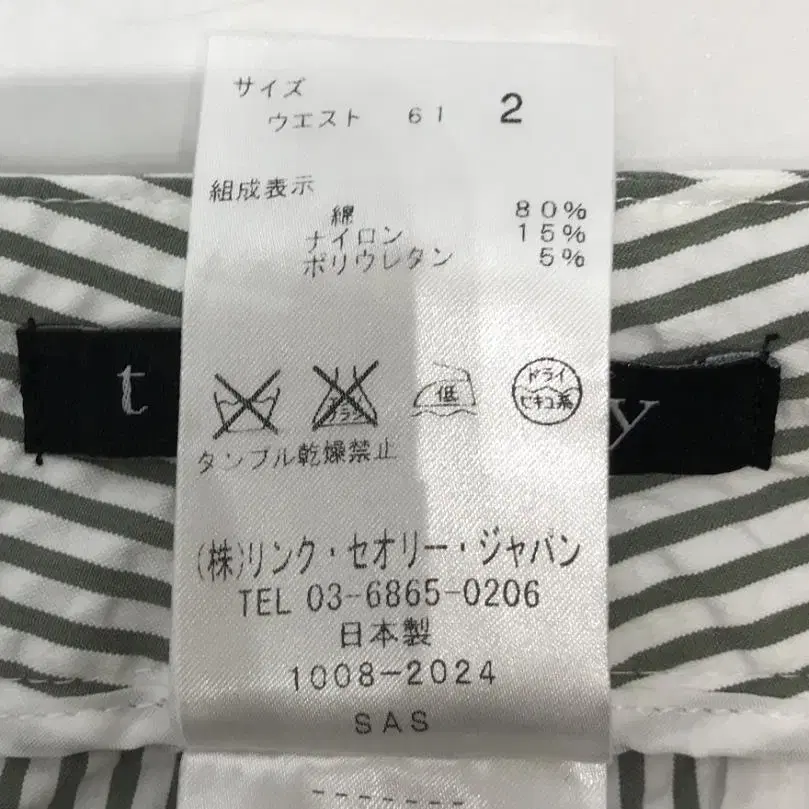 サイズ
ウエスト 61 2
組成表示
綿 80%
ナイロン 15%
ポリウレタン 5%
低
ドライ
セキユ系
t y
タンブル乾燥禁止
(株)リンク・セオリー・ジャパン
TEL 03-6865-0206
日本製
1008-2024
SAS